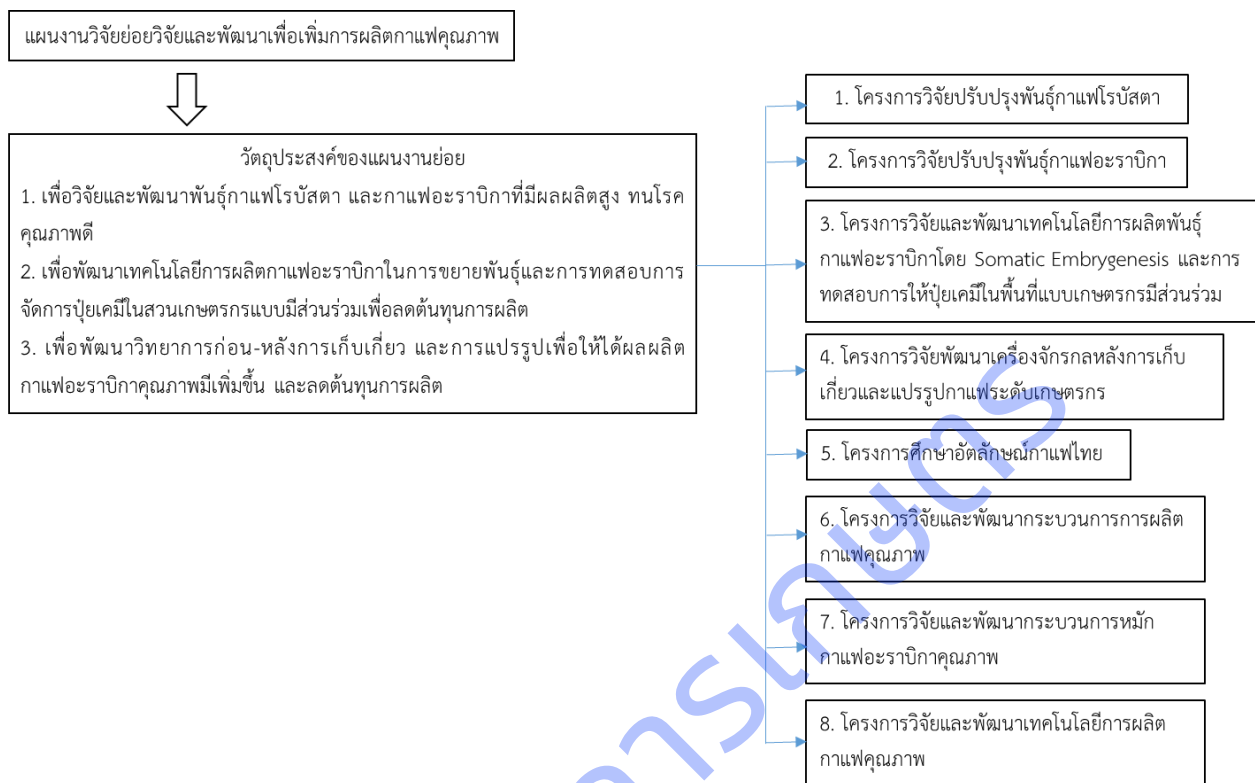 แผนงานวิจัยย่อยวิจัยและพัฒนาเพื่อเพิ่มการผลิตกาแฟคุณภาพ
วัตถุประสงค์ของแผนงานย่อย
1. เพื่อวิจัยและพัฒนาพันธุ์กาแฟโรบัสตา และกาแฟอะราบิกาที่มีผลผลิตสูง ทนโรค
คุณภาพดี
2. เพื่อพัฒนาเทคโนโลยีการผลิตกาแฟอะราบิกาในการขยายพันธุ์และการทดสอบการ
จัดการปุ๋ยเคมีในสวนเกษตรกรแบบมีส่วนร่วมเพื่อลดต้นทุนการผลิต
3. เพื่อพัฒนาวิทยาการก่อน-หลังการเก็บเกี่ยว และการแปรรูปเพื่อให้ได้ผลผลิต
กาแฟอะราบิกาคุณภาพมีเพิ่มขึ้น และลดต้นทุนการผลิต
1. โครงการวิจัยปรับปรุงพันธุ์กาแฟโรบัสตา
2. โครงการวิจัยปรับปรุงพันธุ์กาแฟอะราบิกา
3. โครงการวิจัยและพัฒนาเทคโนโลยีการผลิตพันธุ์
กาแฟอะราบิกาโดย Somatic Embrygenesis และการ
ทดสอบการให้ปุ๋ยเคมีในพื้นที่แบบเกษตรกรมีส่วนร่วม
4. โครงการวิจัยพัฒนาเครื่องจักรกลหลังการเก็บ
เกี่ยวและแปรรูปกาแฟระดับเกษตรกร
5. โครงการศึกษาอัตลักษณ์กาแฟไทย
6. โครงการวิจัยและพัฒนากระบวนการการผลิต
กาแฟคุณภาพ
7. โครงการวิจัยและพัฒนากระบวนการหมัก
กาแฟอะราบิกาคุณภาพ
8. โครงการวิจัยและพัฒนาเทคโนโลยีการผลิต
กาแฟคุณภาพ
การเกษตร